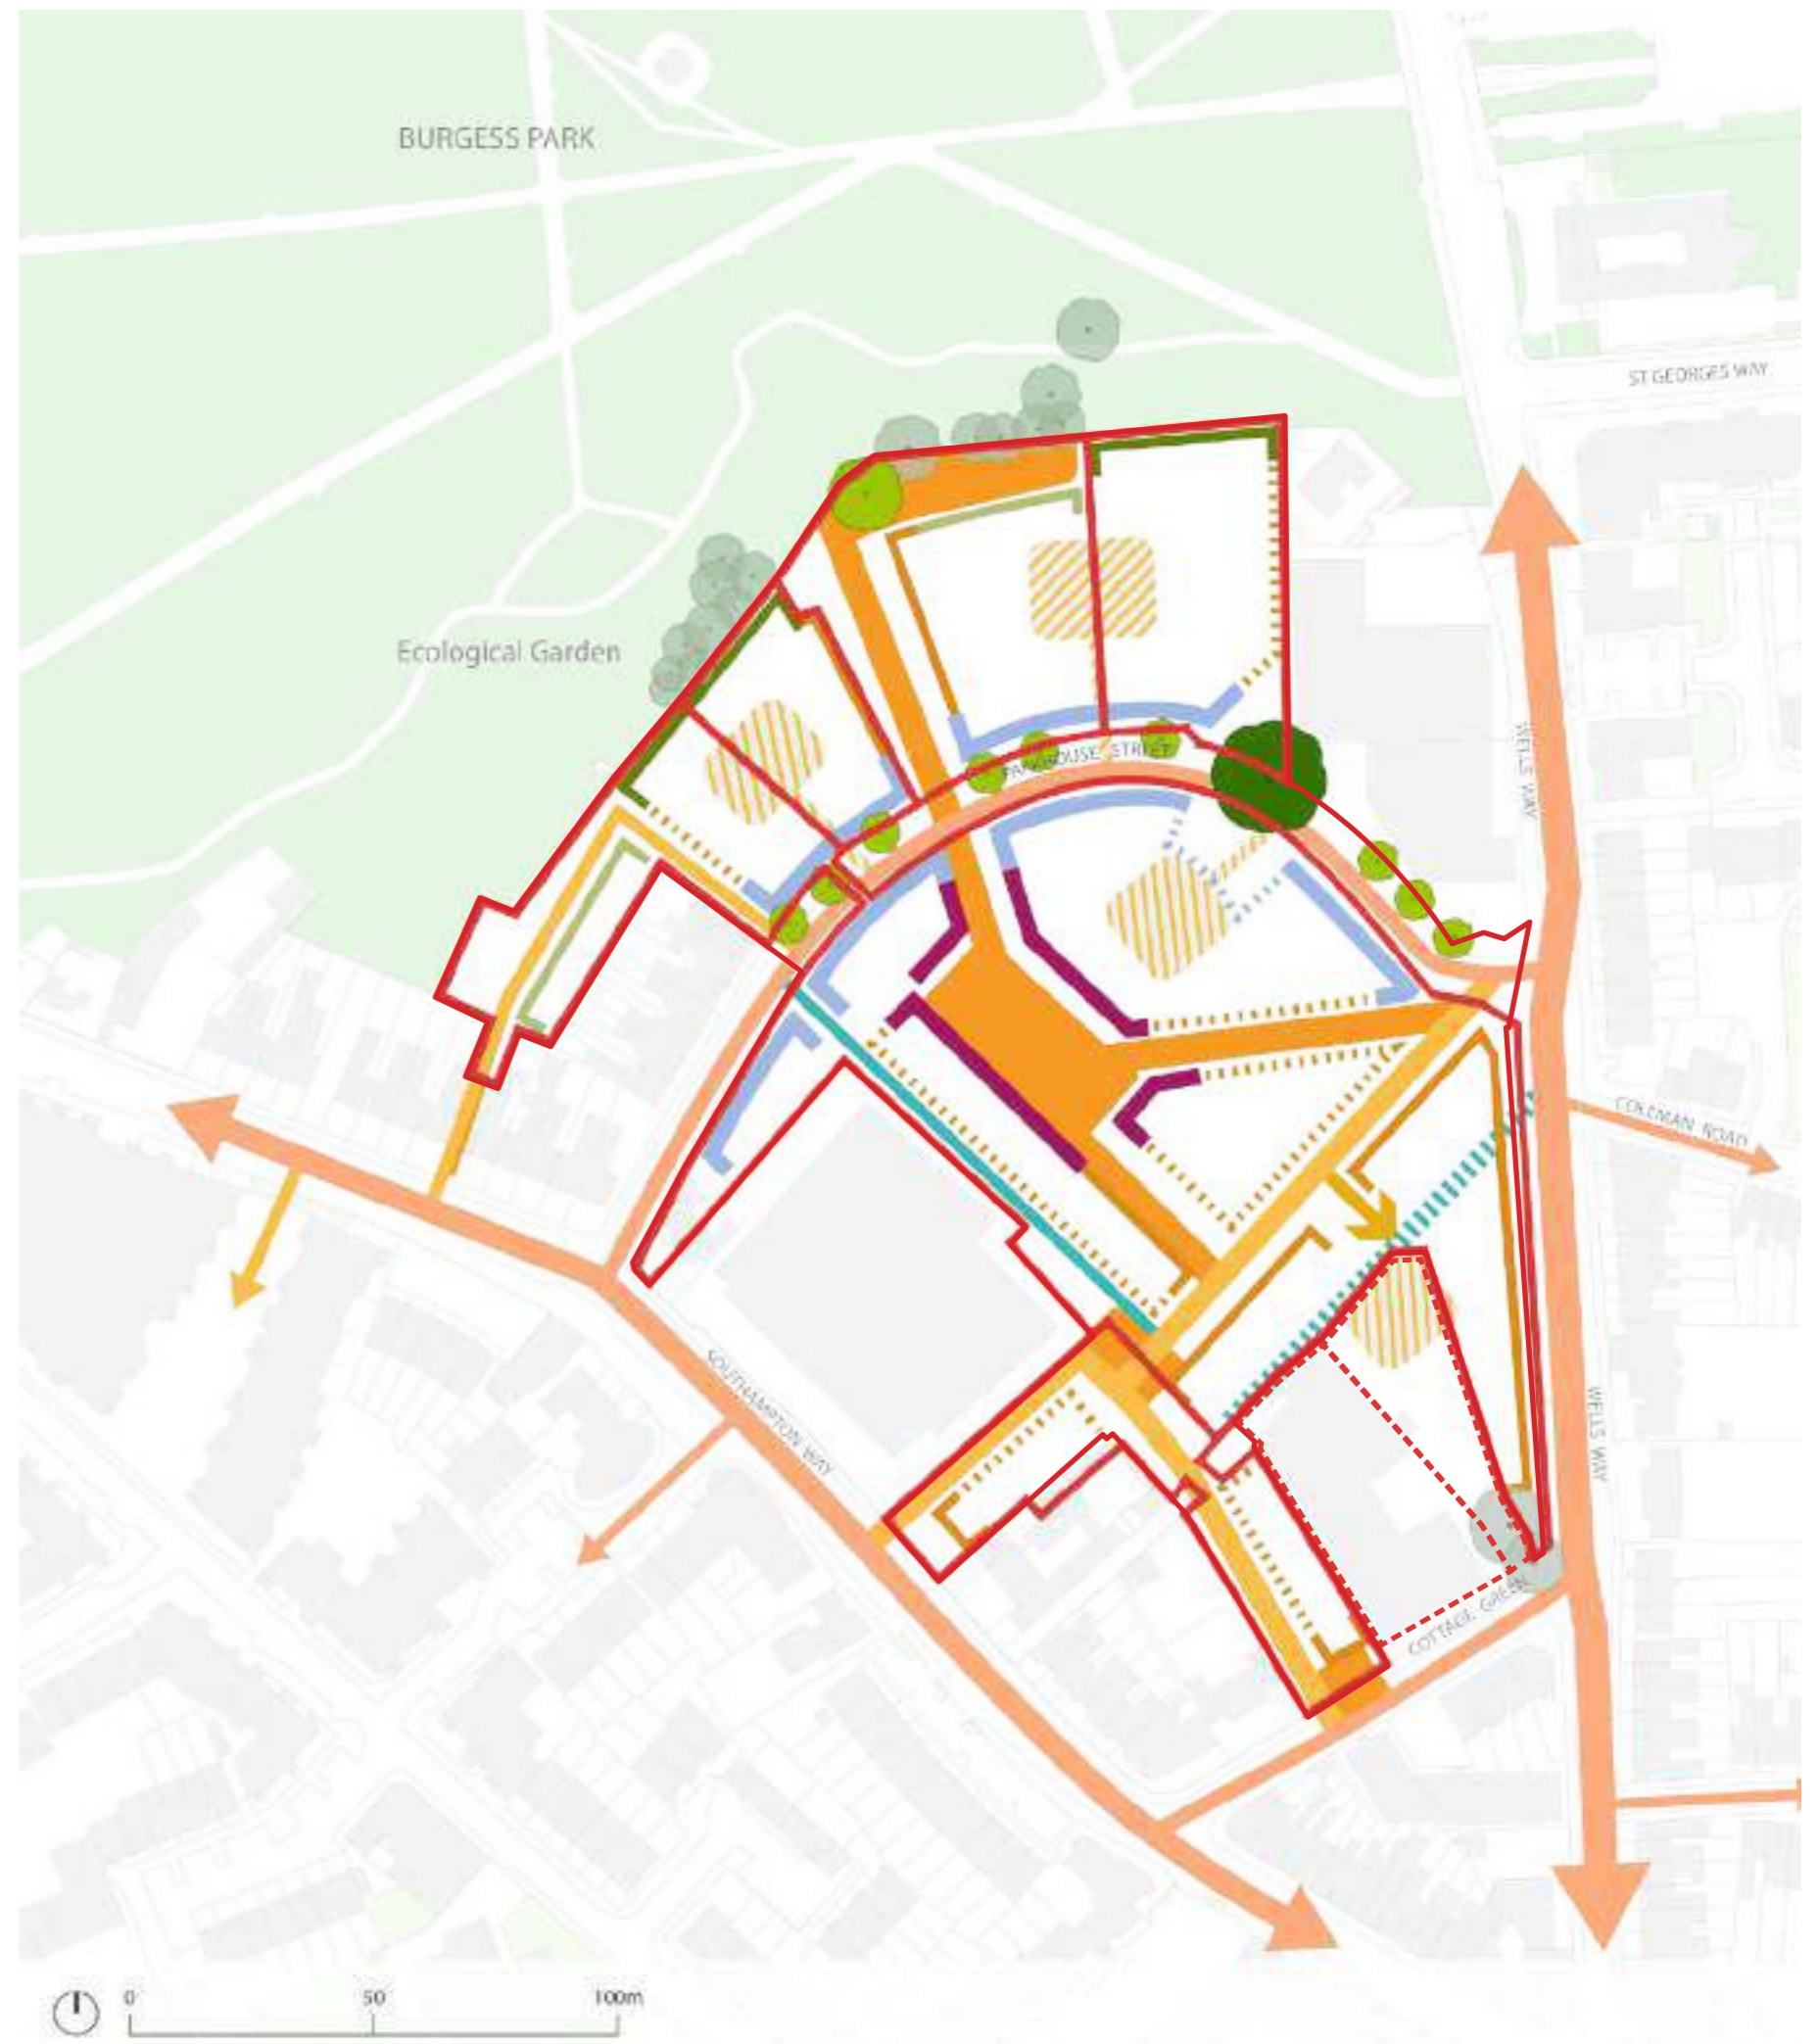 BURGESS PARK
ST GEORGES WAY
Ecological Garden
PARKHOUSE STREET
WELLS WAY
COLEMAN ROAD
SOUTHAMPTON WAY
WELLS WAY
COTTAGE GREEN
0 50 100m